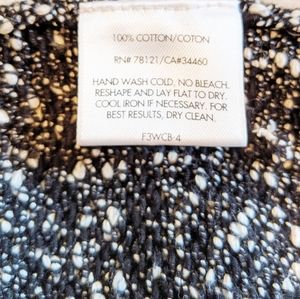 100% COTTON/COTON
RN# 78121/CA#34460
HAND WASH COLD, NO BLEACH,
RESHAPE AND LAY FLAT TO DRY.
COOL IRON IF NECESSARY. FOR
BEST RESULTS, DRY CLEAN.
F3WCB-4